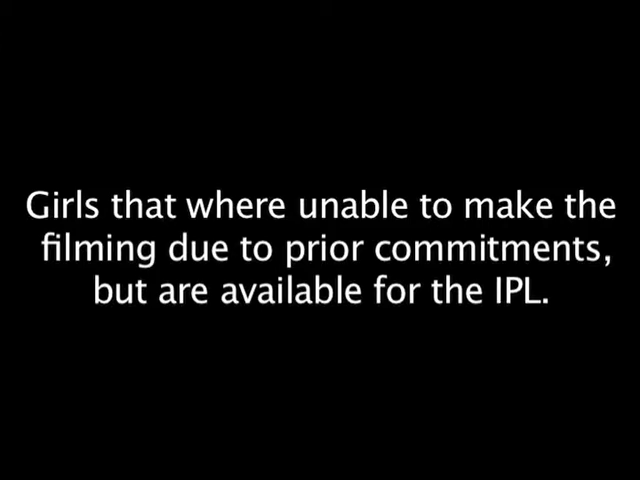 Girls that where unable to make the
filming due to prior commitments,
but are available for the IPL.